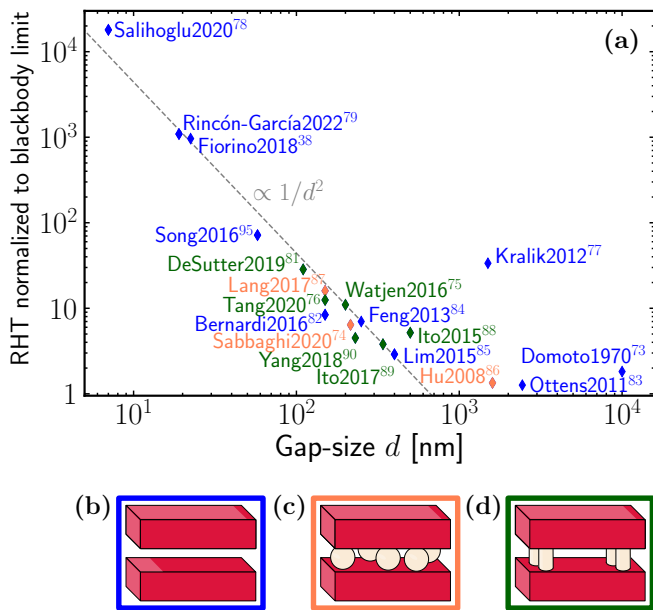 (a)
RHT normalized to blackbody limit
10⁴
10³
10²
10
1
Salihoglu2020⁷⁸
Rincón-García2022⁷⁹
Fiorino2018³⁸
∝ 1/d²
Song2016⁹⁵
Kralik2012⁷⁷
DeSutter2019⁸¹
Lang2017⁸⁷
Watjen2016⁷⁵
Tang2020⁷⁶
Feng2013⁸⁴
Bernardi2016⁸²
Ito2015⁸⁸
Sabbaghi2020⁷⁴
Yang2018⁹⁰
Lim2015⁸⁵
Domoto1970⁷³
Ito2017⁸⁹
Hu2008⁸⁶
Ottens2011⁸³
10¹ 10² 10³ 10⁴
Gap-size d [nm]
(b) (c) (d)